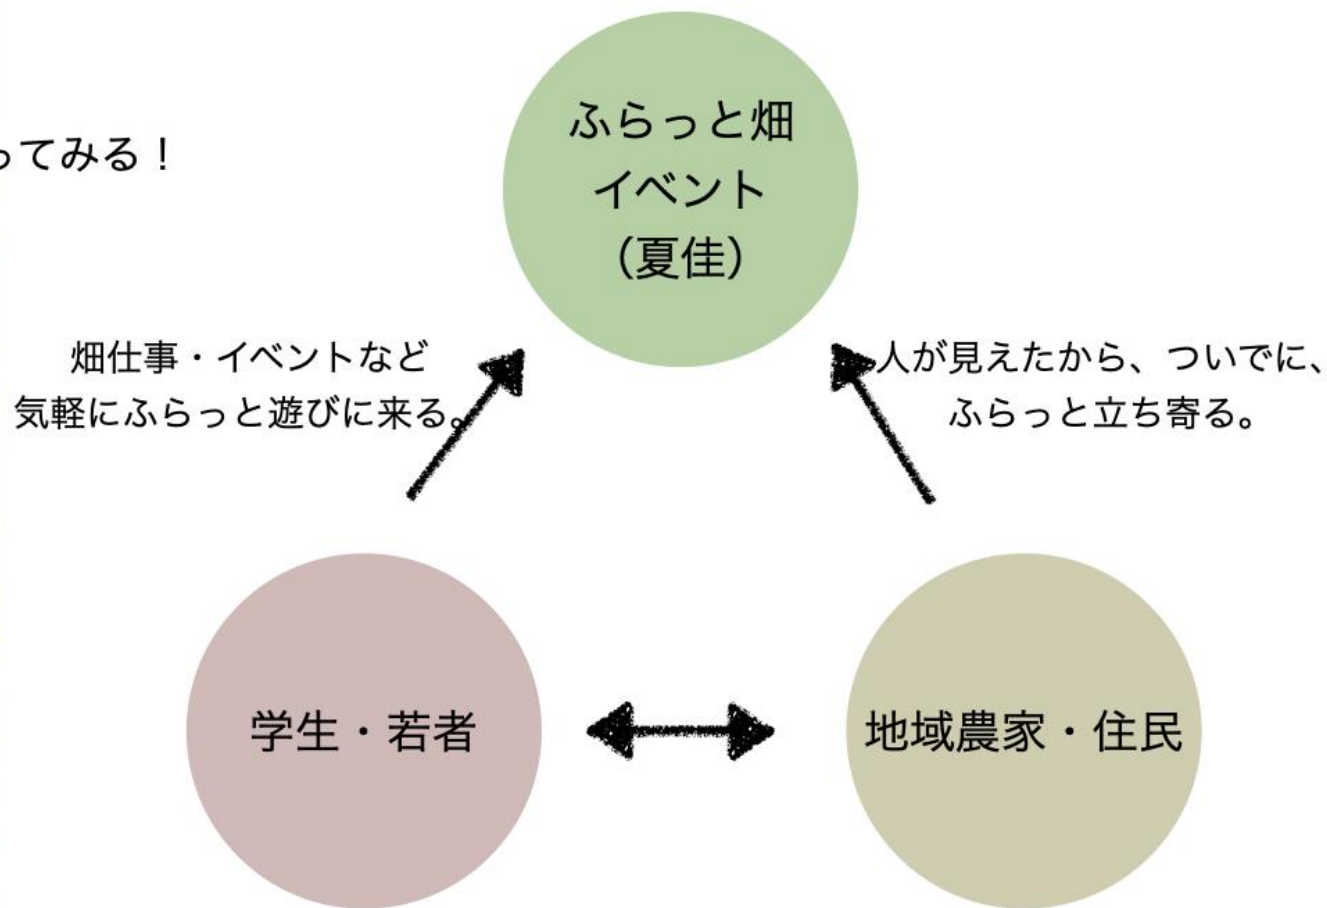 ってみる！
ふらっと畑
イベント
（夏佳）
畑仕事・イベントなど
気軽にふらっと遊びに来る。
人が見えたから、ついでに、
ふらっと立ち寄る。
学生・若者
地域農家・住民